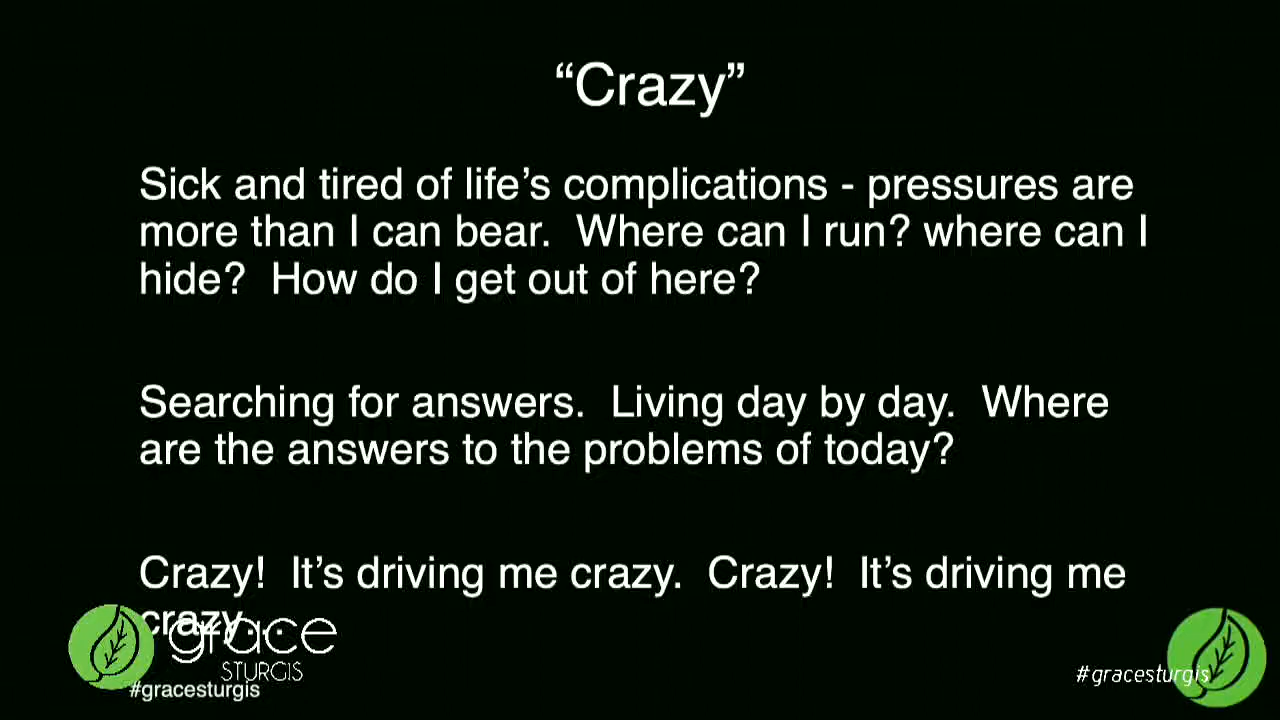 “Crazy”
Sick and tired of life’s complications - pressures are
more than I can bear.  Where can I run? where can I
hide?  How do I get out of here?
Searching for answers.  Living day by day.  Where
are the answers to the problems of today?
Crazy!  It’s driving me crazy.  Crazy!  It’s driving me
crazy…
grace
STURGIS
#gracesturgis
#gracesturgis